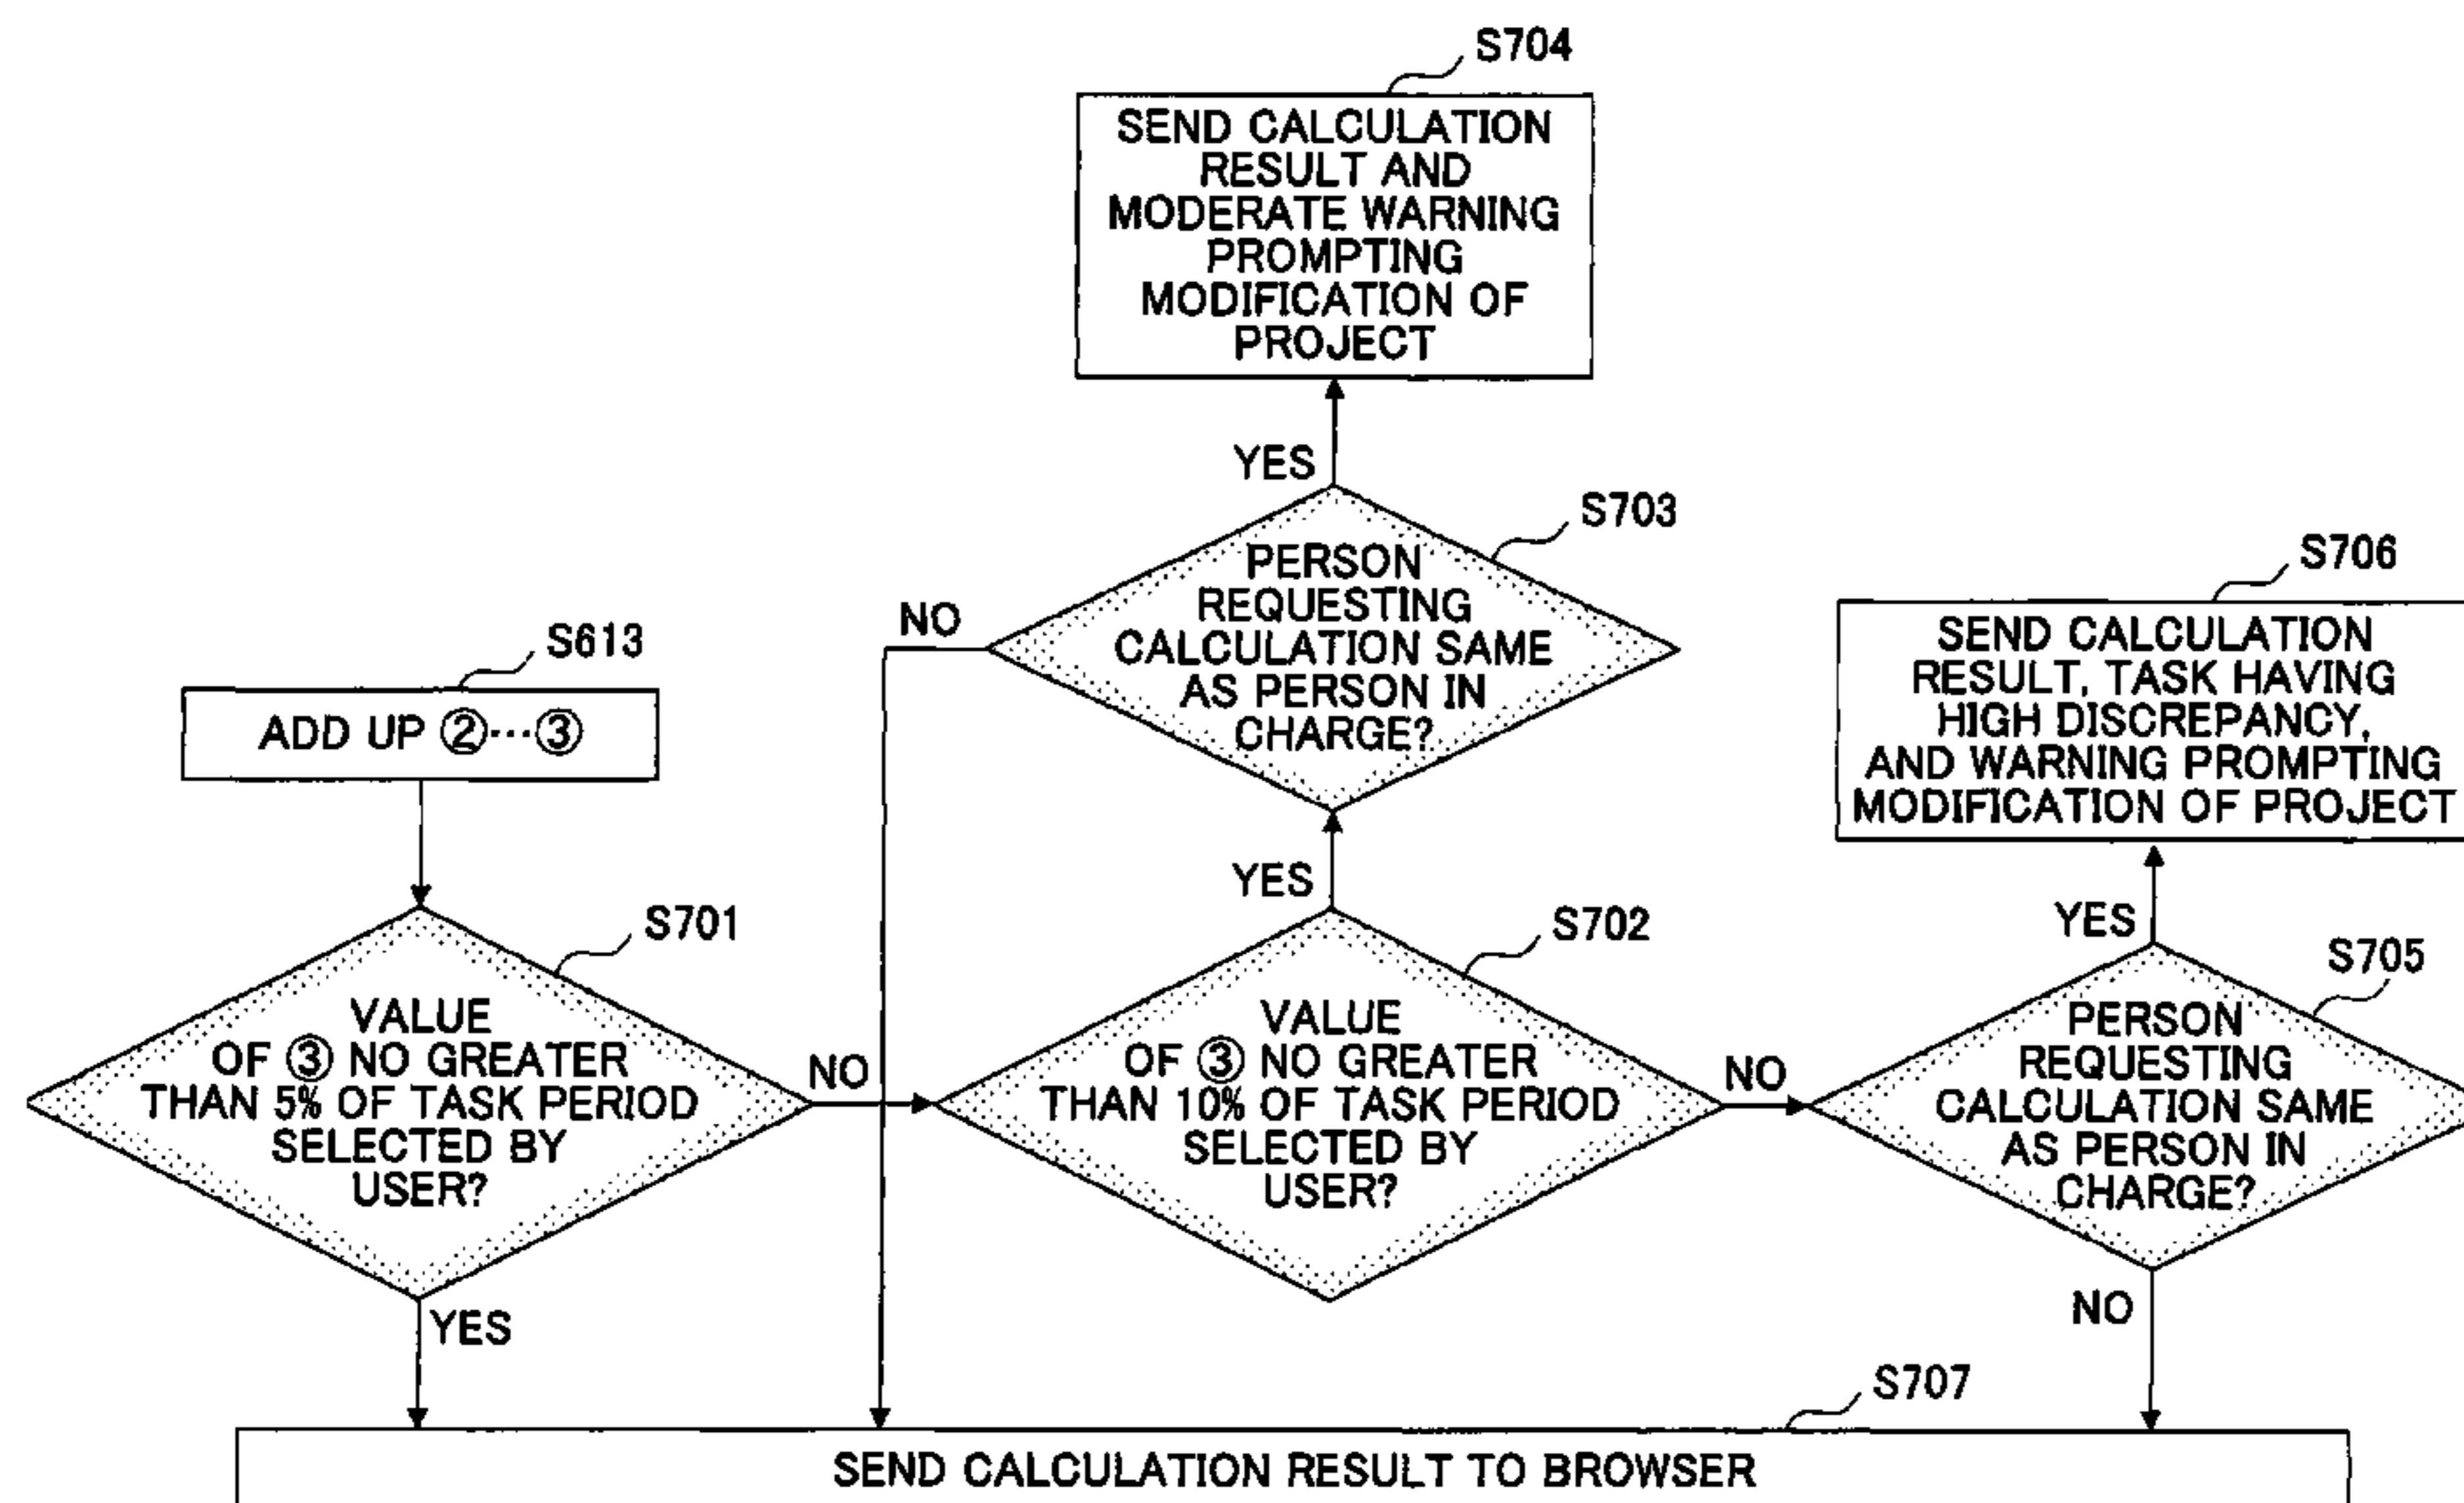 S704
SEND CALCULATION
RESULT AND
MODERATE WARNING
PROMPTING
MODIFICATION OF
PROJECT
YES
S703
PERSON
REQUESTING
CALCULATION SAME
AS PERSON IN
CHARGE?
NO
S706
SEND CALCULATION
RESULT, TASK HAVING
HIGH DISCREPANCY,
AND WARNING PROMPTING
MODIFICATION OF PROJECT
S613
ADD UP ②···③
YES
YES
S701
VALUE
OF ③ NO GREATER
THAN 5% OF TASK PERIOD
SELECTED BY
USER?
NO
S702
VALUE
OF ③ NO GREATER
THAN 10% OF TASK PERIOD
SELECTED BY
USER?
NO
S705
PERSON
REQUESTING
CALCULATION SAME
AS PERSON IN
CHARGE?
YES
NO
S707
SEND CALCULATION RESULT TO BROWSER